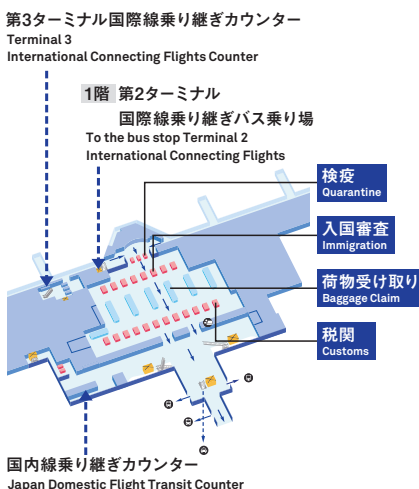 第3ターミナル国際線乗り継ぎカウンター
Terminal 3
International Connecting Flights Counter
1階 第2ターミナル
国際線乗り継ぎバス乗り場
To the bus stop Terminal 2
International Connecting Flights
検疫
Quarantine
入国審査
Immigration
荷物受け取り
Baggage Claim
税関
Customs
国内線乗り継ぎカウンター
Japan Domestic Flight Transit Counter